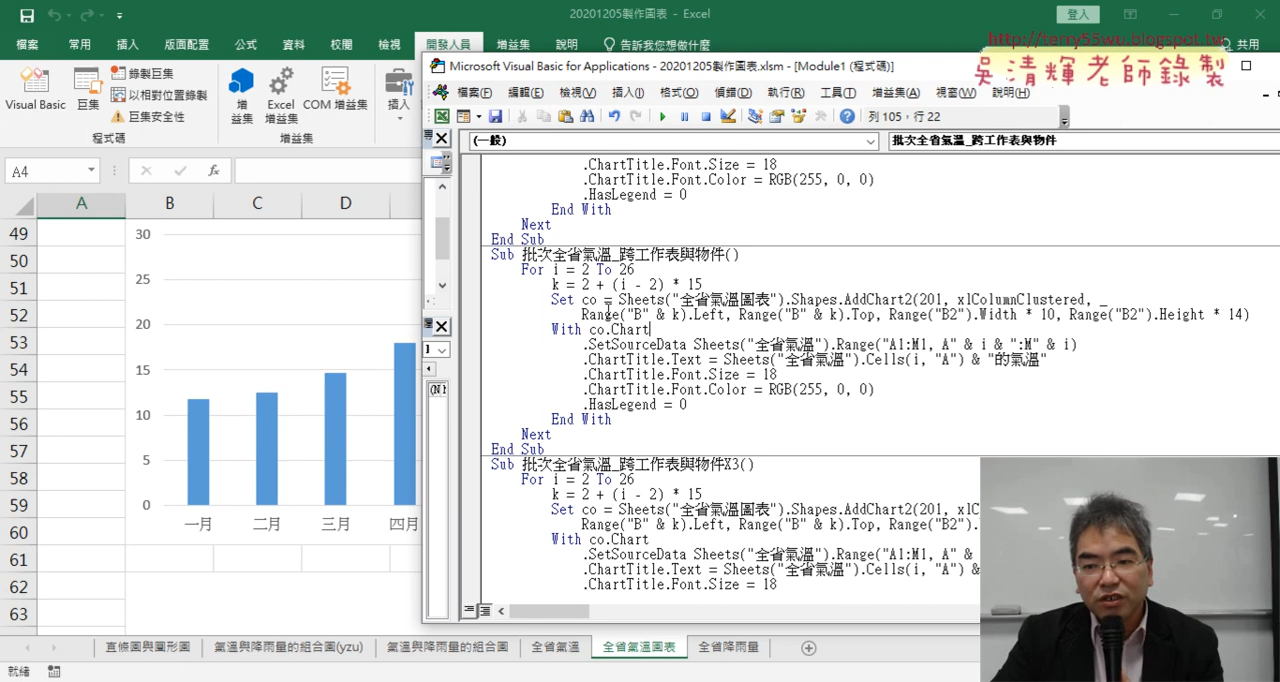 20201205製作圖表 - Excel
登入
檔案 常用 插入 版面配置 公式 資料 校閱 檢視 開發人員 增益集 說明 告訴我您想做什麼
共用
http://terry55wu.blogspot.tw
吳清輝老師錄製
Visual Basic
巨集
錄製巨集
以相對位置錄製
巨集安全性
程式碼
增益集
Excel 增益集
COM 增益集
增益集
插入
Microsoft Visual Basic for Applications - 20201205製作圖表.xlsm - [Module1 (程式碼)]
檔案(F) 編輯(E) 檢視(V) 插入(I) 格式(O) 偵錯(D) 執行(R) 工具(T) 增益集(A) 視窗(W) 說明(H)
列 105，行 22
(一般)
批次全省氣溫_跨工作表與物件
A4
A B C D
49
50
51
52
53
54
55
56
57
58
59
60
61
62
63
30
25
20
15
10
5
0
一月 二月 三月 四月
.ChartTitle.Font.Size = 18
.ChartTitle.Font.Color = RGB(255, 0, 0)
.HasLegend = 0
End With
Next
End Sub
Sub 批次全省氣溫_跨工作表與物件()
For i = 2 To 26
k = 2 + (i - 2) * 15
Set co = Sheets("全省氣溫圖表").Shapes.AddChart2(201, xlColumnClustered, _
Range("B" & k).Left, Range("B" & k).Top, Range("B2").Width * 10, Range("B2").Height * 14)
With co.Chart
.SetSourceData Sheets("全省氣溫").Range("A1:M1, A" & i & ":M" & i)
.ChartTitle.Text = Sheets("全省氣溫").Cells(i, "A") & "的氣溫"
.ChartTitle.Font.Size = 18
.ChartTitle.Font.Color = RGB(255, 0, 0)
.HasLegend = 0
End With
Next
End Sub
Sub 批次全省氣溫_跨工作表與物件X3()
For i = 2 To 26
k = 2 + (i - 2) * 15
Set co = Sheets("全省氣溫圖表").Shapes.AddChart2(201, xlC
Range("B" & k).Left, Range("B" & k).Top, Range("B2").
With co.Chart
.SetSourceData Sheets("全省氣溫").Range("A1:M1, A" &
.ChartTitle.Text = Sheets("全省氣溫").Cells(i, "A") &
.ChartTitle.Font.Size = 18
直條圖與圓形圖 氣溫與降雨量的組合圖(yzu) 氣溫與降雨量的組合圖 全省氣溫 全省氣溫圖表 全省降雨量
就緒